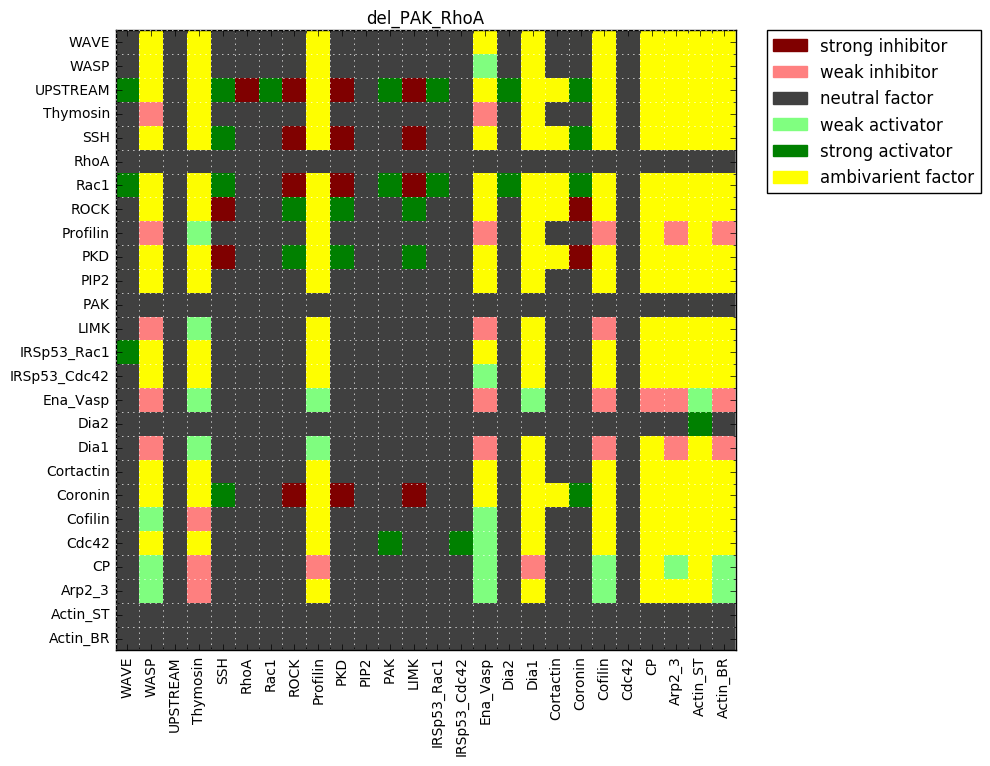 del_PAK_RhoA
WAVE
WASP
UPSTREAM
Thymosin
SSH
RhoA
Rac1
ROCK
Profilin
PKD
PIP2
PAK
LIMK
IRSp53_Rac1
IRSp53_Cdc42
Ena_Vasp
Dia2
Dia1
Cortactin
Coronin
Cofilin
Cdc42
CP
Arp2_3
Actin_ST
Actin_BR
WAVE
WASP
UPSTREAM
Thymosin
SSH
RhoA
Rac1
ROCK
Profilin
PKD
PIP2
PAK
LIMK
IRSp53_Rac1
IRSp53_Cdc42
Ena_Vasp
Dia2
Dia1
Cortactin
Coronin
Cofilin
Cdc42
CP
Arp2_3
Actin_ST
Actin_BR
strong inhibitor
weak inhibitor
neutral factor
weak activator
strong activator
ambivarient factor